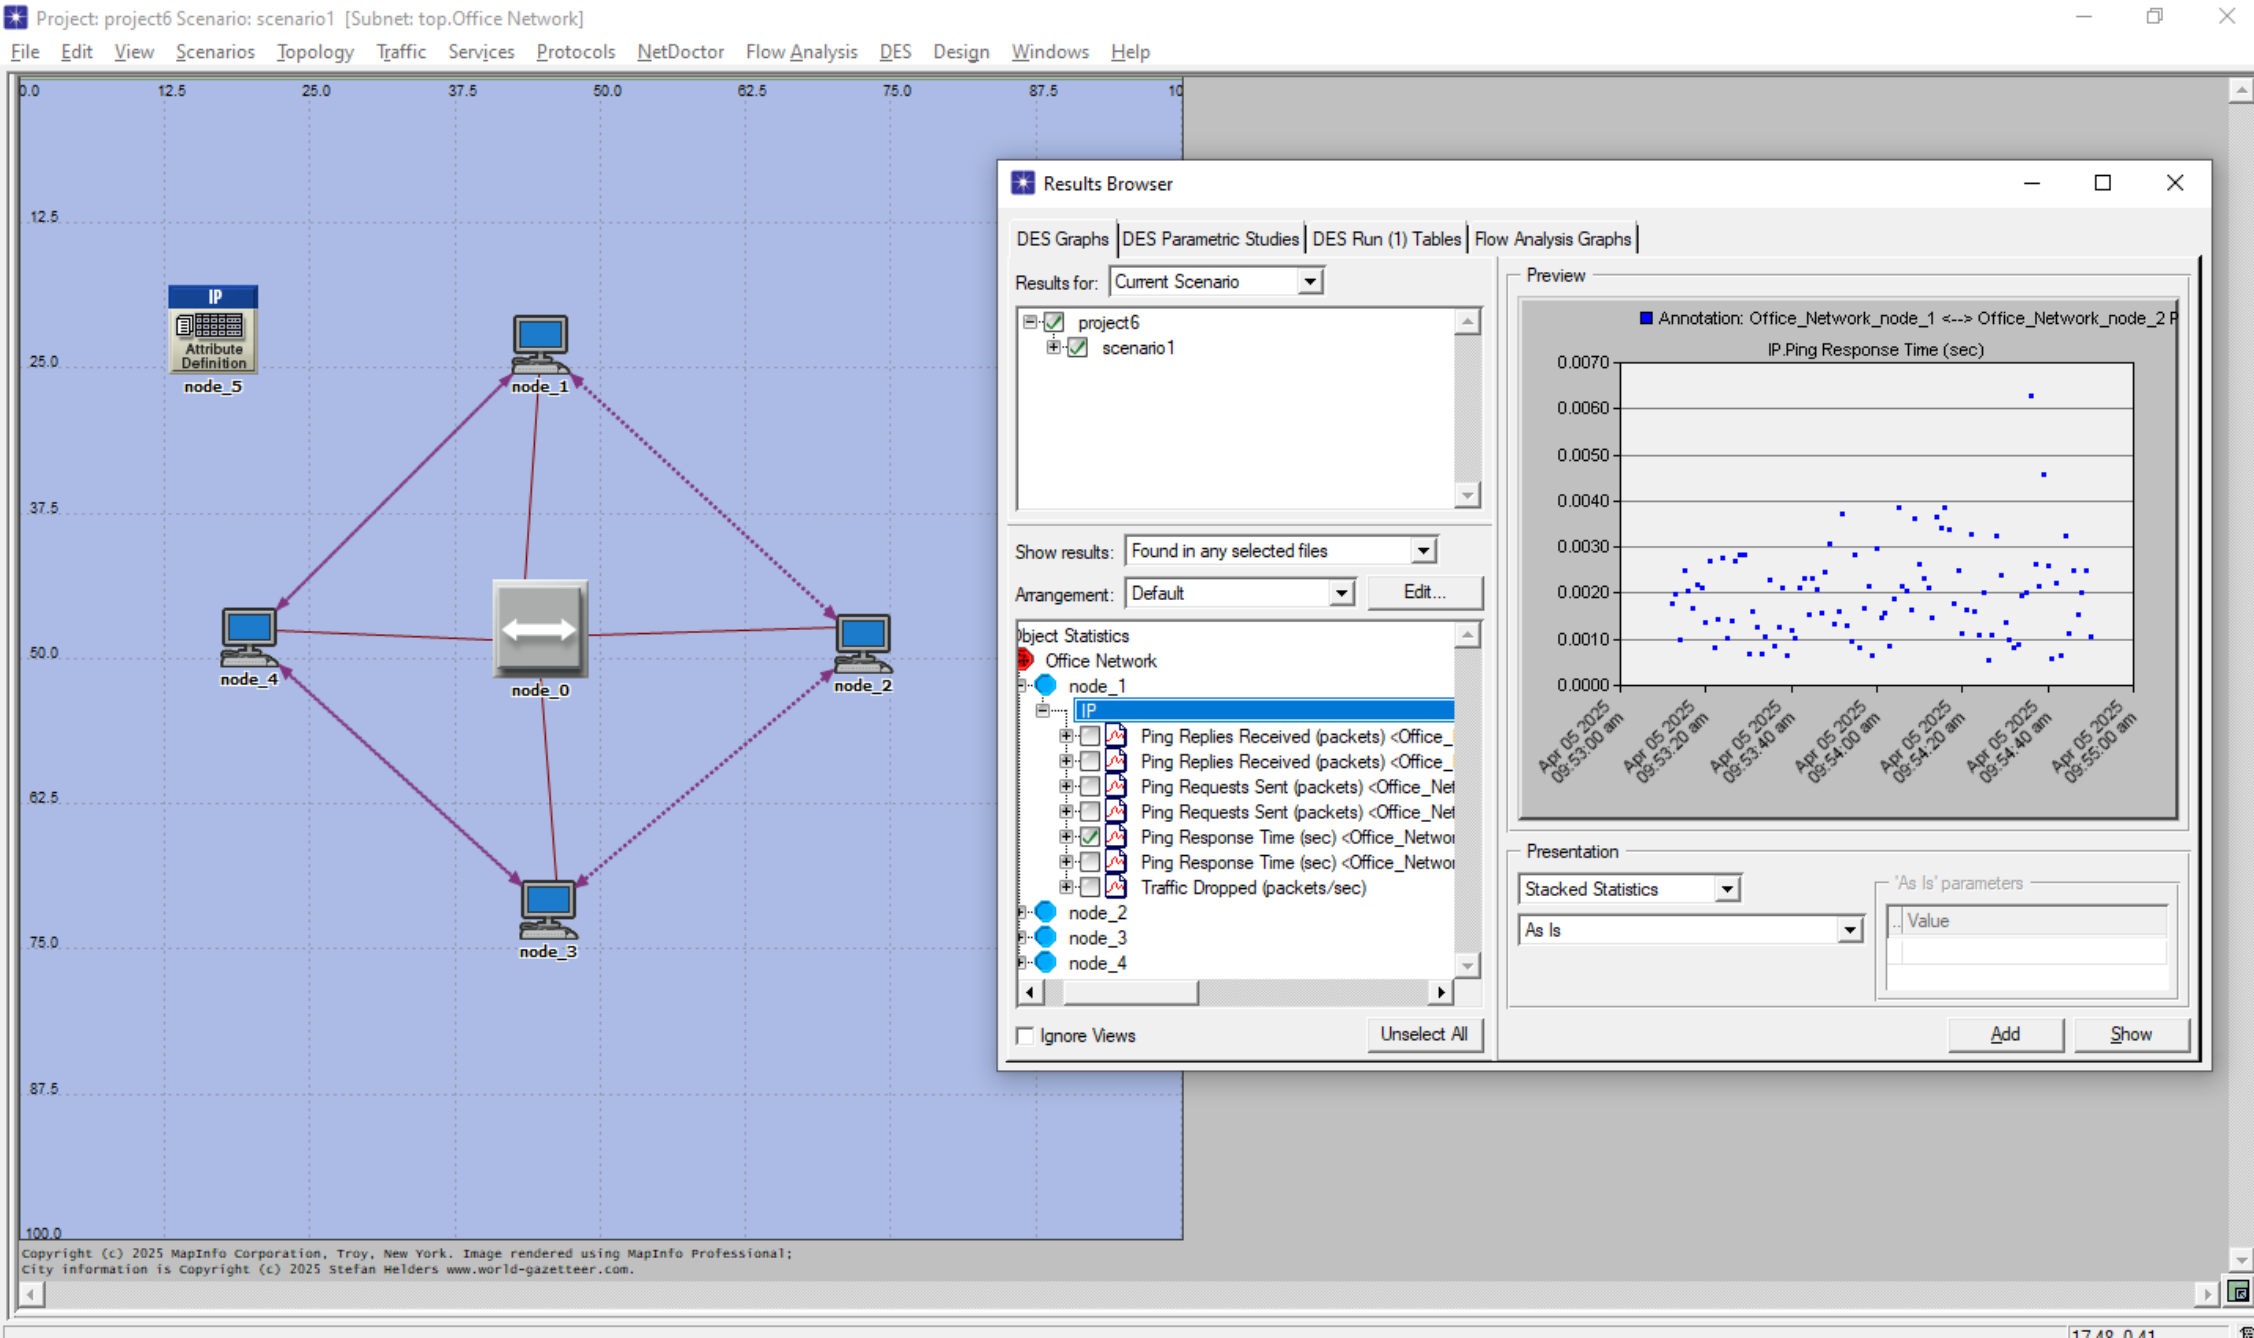 Project: project6 Scenario: scenario1 [Subnet: top.Office Network]
File Edit View Scenarios Topology Traffic Services Protocols NetDoctor Flow Analysis DES Design Windows Help
0.0 12.5 25.0 37.5 50.0 62.5 75.0 87.5 10
12.5
25.0
37.5
50.0
62.5
75.0
87.5
100.0
IP
Attribute
Definition
node_5
node_1
node_4
node_0
node_2
node_3
Copyright (c) 2025 MapInfo Corporation, Troy, New York. Image rendered using MapInfo Professional;
City information is Copyright (c) 2025 Stefan Helders www.world-gazetteer.com.
Results Browser
DES Graphs DES Parametric Studies DES Run (1) Tables Flow Analysis Graphs
Results for: Current Scenario
project6
scenario1
Show results: Found in any selected files
Arrangement: Default Edit...
Object Statistics
Office Network
node_1
IP
Ping Replies Received (packets) <Office_
Ping Replies Received (packets) <Office_
Ping Requests Sent (packets) <Office_Net
Ping Requests Sent (packets) <Office_Net
Ping Response Time (sec) <Office_Networ
Ping Response Time (sec) <Office_Networ
Traffic Dropped (packets/sec)
node_2
node_3
node_4
Ignore Views Unselect All
Preview
Annotation: Office_Network_node_1 <--> Office_Network_node_2 P
IP.Ping Response Time (sec)
0.0070
0.0060
0.0050
0.0040
0.0030
0.0020
0.0010
0.0000
Apr 05 2025 09:53:00 am
Apr 05 2025 09:53:20 am
Apr 05 2025 09:53:40 am
Apr 05 2025 09:54:00 am
Apr 05 2025 09:54:20 am
Apr 05 2025 09:54:40 am
Apr 05 2025 09:55:00 am
Presentation
Stacked Statistics
As Is
'As Is' parameters
.. Value
Add Show